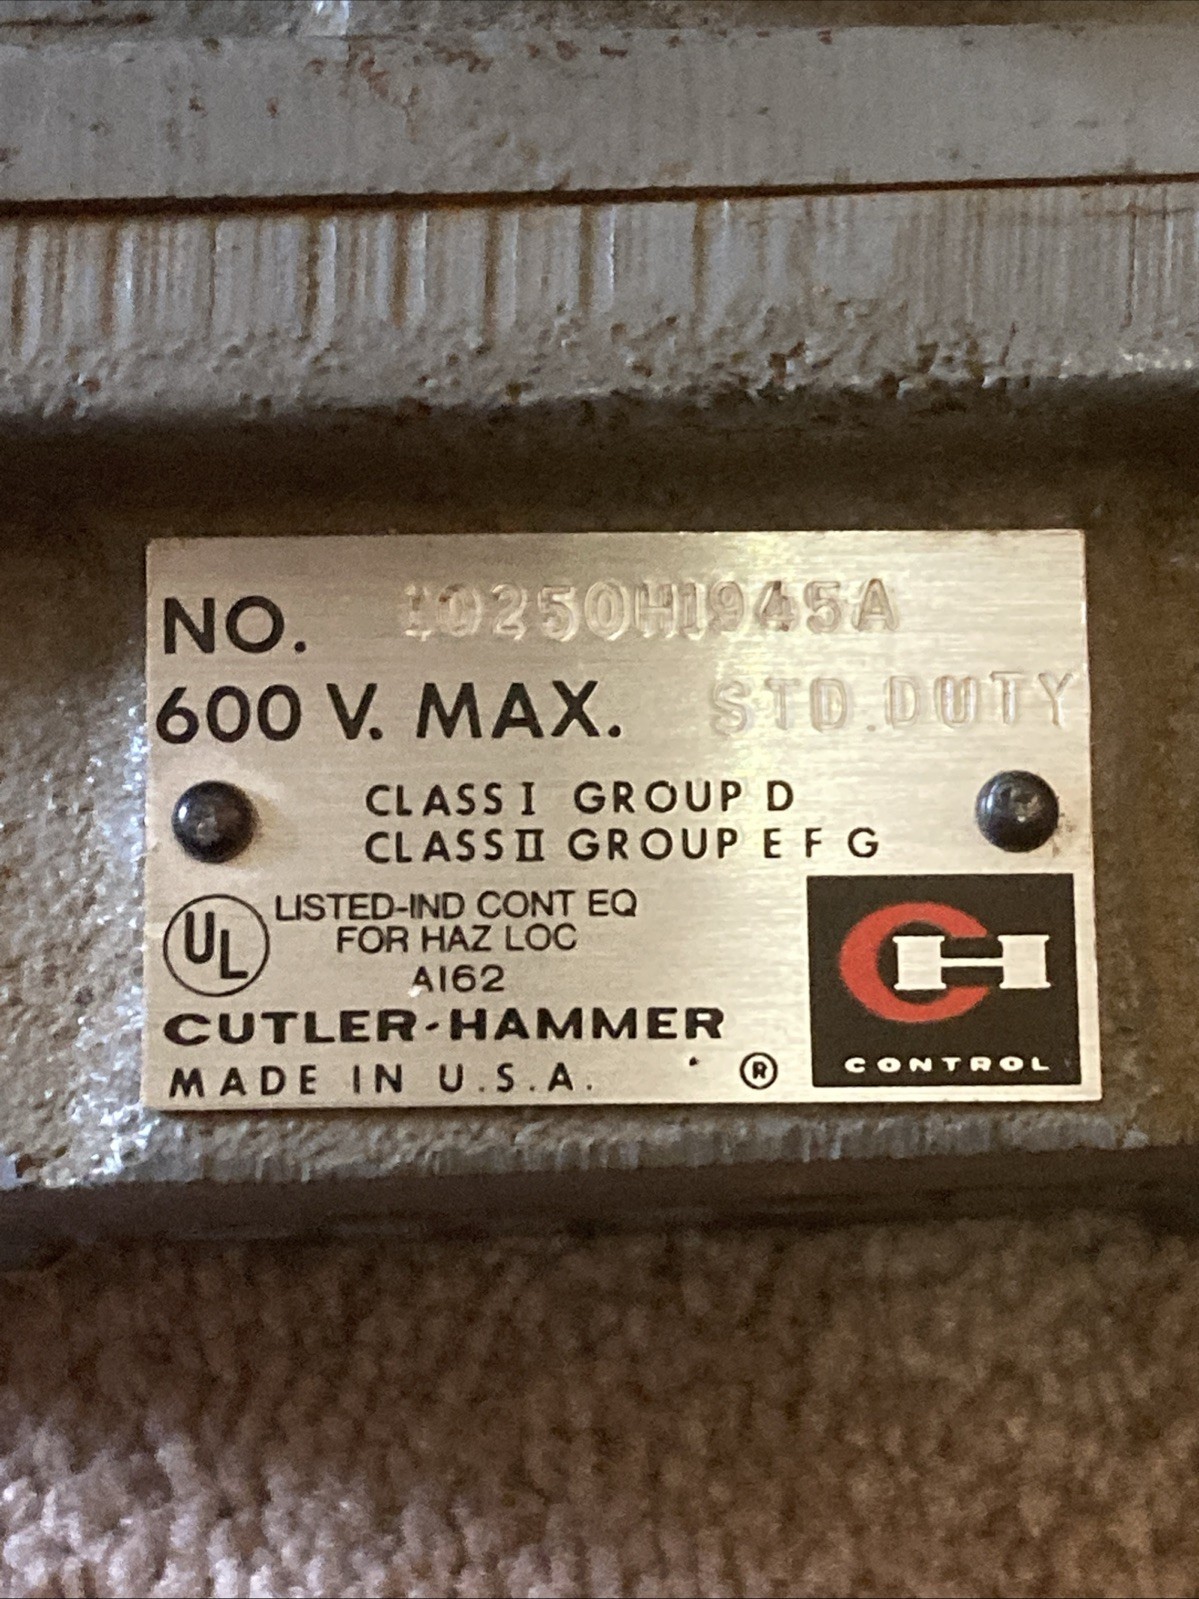 NO. 10250H1945A
600 V. MAX. STD.DUTY
CLASS I GROUP D
CLASS II GROUP E F G
UL LISTED-IND CONT EQ
FOR HAZ LOC
A162
CUTLER-HAMMER
MADE IN U.S.A. ®
CH
CONTROL